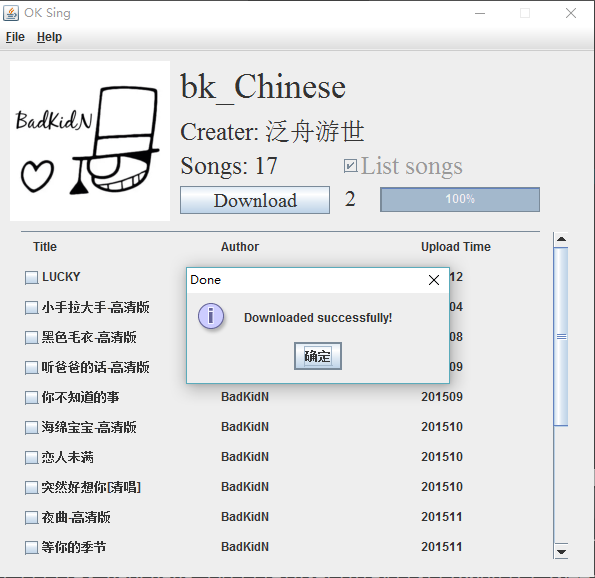 OK Sing
File Help
BadKidN
bk_Chinese
Creater: 泛舟游世
Songs: 17
List songs
Download
2
100%
Title Author Upload Time
LUCKY 12
小手拉大手-高清版 04
黑色毛衣-高清版 08
听爸爸的话-高清版 09
Done
Downloaded successfully!
确定
你不知道的事 BadKidN 201509
海绵宝宝-高清版 BadKidN 201510
恋人未满 BadKidN 201510
突然好想你[清唱] BadKidN 201510
夜曲-高清版 BadKidN 201511
等你的季节 BadKidN 201511